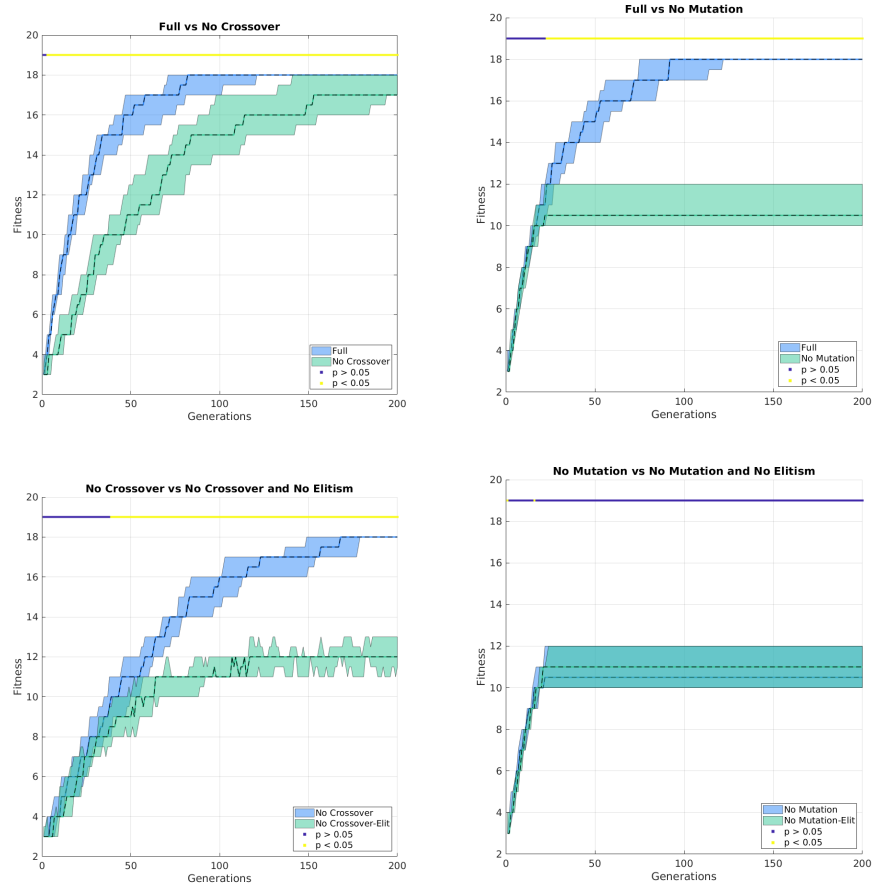 Full vs No Crossover
20
18
16
14
12
10
8
6
4
2
Fitness
0
50
100
150
200
Generations
Full
No Crossover
p > 0.05
p < 0.05
Full vs No Mutation
20
18
16
14
12
10
8
6
4
2
Fitness
0
50
100
150
200
Generations
Full
No Mutation
p > 0.05
p < 0.05
No Crossover vs No Crossover and No Elitism
20
18
16
14
12
10
8
6
4
2
Fitness
0
50
100
150
200
Generations
No Crossover
No Crossover-Elit
p > 0.05
p < 0.05
No Mutation vs No Mutation and No Elitism
20
18
16
14
12
10
8
6
4
2
Fitness
0
50
100
150
200
Generations
No Mutation
No Mutation-Elit
p > 0.05
p < 0.05